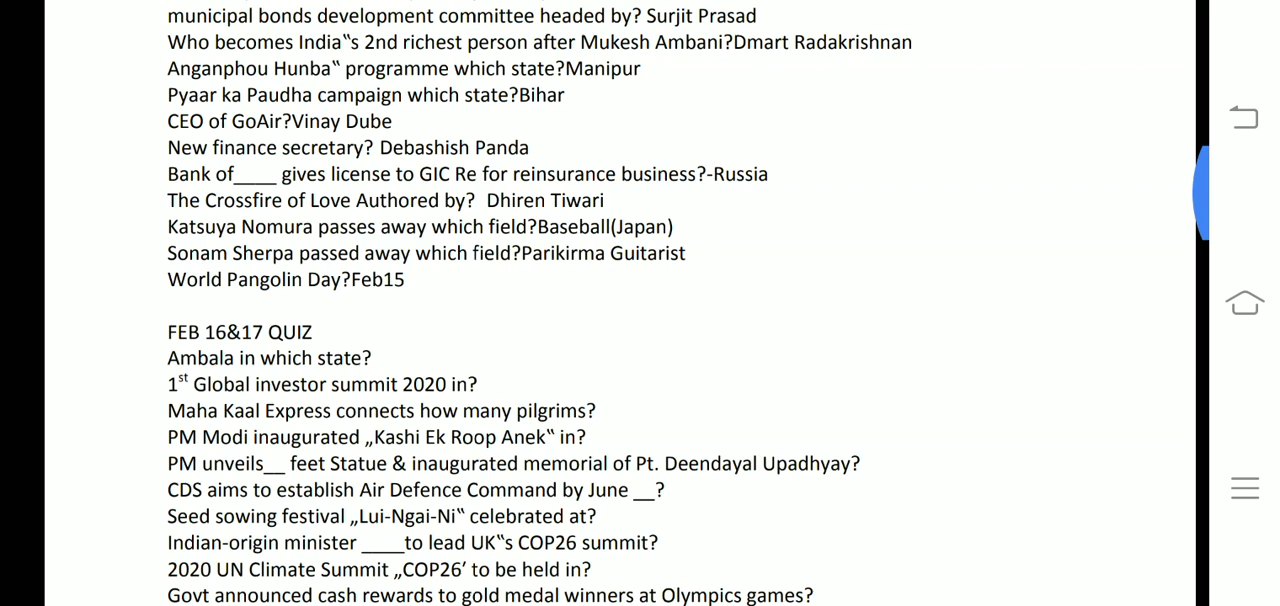 municipal bonds development committee headed by? Surjit Prasad
Who becomes India‟s 2nd richest person after Mukesh Ambani?Dmart Radakrishnan
Anganphou Hunba‟ programme which state?Manipur
Pyaar ka Paudha campaign which state?Bihar
CEO of GoAir?Vinay Dube
New finance secretary? Debashish Panda
Bank of____ gives license to GIC Re for reinsurance business?-Russia
The Crossfire of Love Authored by?  Dhiren Tiwari
Katsuya Nomura passes away which field?Baseball(Japan)
Sonam Sherpa passed away which field?Parikirma Guitarist
World Pangolin Day?Feb15
FEB 16&17 QUIZ
Ambala in which state?
1st Global investor summit 2020 in?
Maha Kaal Express connects how many pilgrims?
PM Modi inaugurated „Kashi Ek Roop Anek‟ in?
PM unveils__ feet Statue & inaugurated memorial of Pt. Deendayal Upadhyay?
CDS aims to establish Air Defence Command by June __?
Seed sowing festival „Lui-Ngai-Ni‟ celebrated at?
Indian-origin minister ____to lead UK‟s COP26 summit?
2020 UN Climate Summit „COP26′ to be held in?
Govt announced cash rewards to gold medal winners at Olympics games?